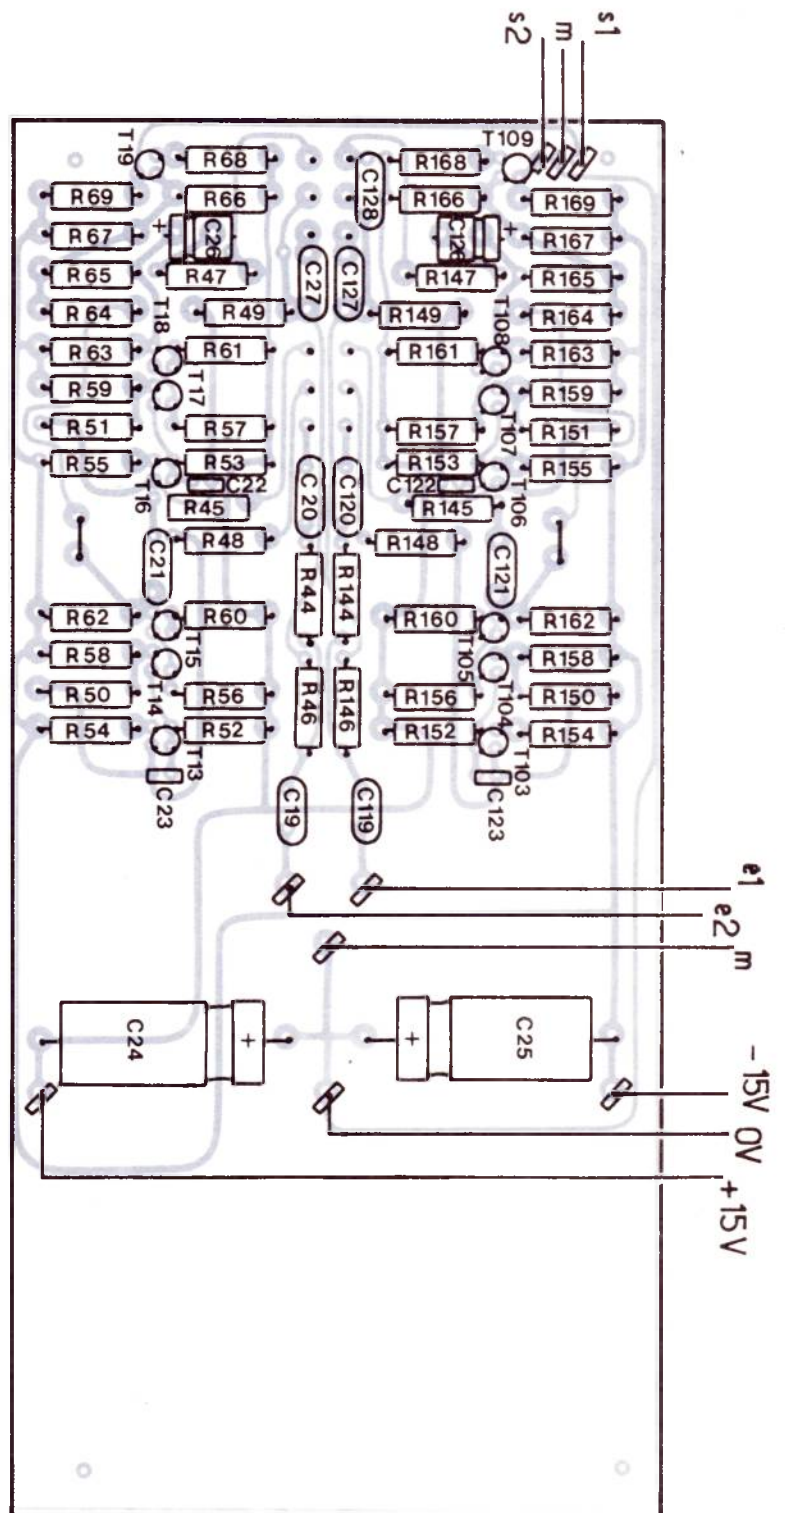 s1
m
s2
T19
R68
R168
T109
R69
R66
C128
R166
R169
R67
+
C26
C126
+
R167
R65
R47
C27
C127
R147
R165
R64
T18
R49
R149
T108
R164
R63
R61
R161
R163
R59
T17
R159
R51
R57
R157
T107
R151
R55
R53
R153
R155
T16
C22
C20
C120
C122
T106
R45
R145
C21
R48
R148
C121
R44
R144
R62
R60
R160
R162
R58
T15
T105
R158
R50
T14
R56
R46
R146
R156
T104
R150
R54
R52
R152
R154
T13
T103
C23
C123
C19
C119
e1
e2
m
C24
+
+
C25
-15V
0V
+15V